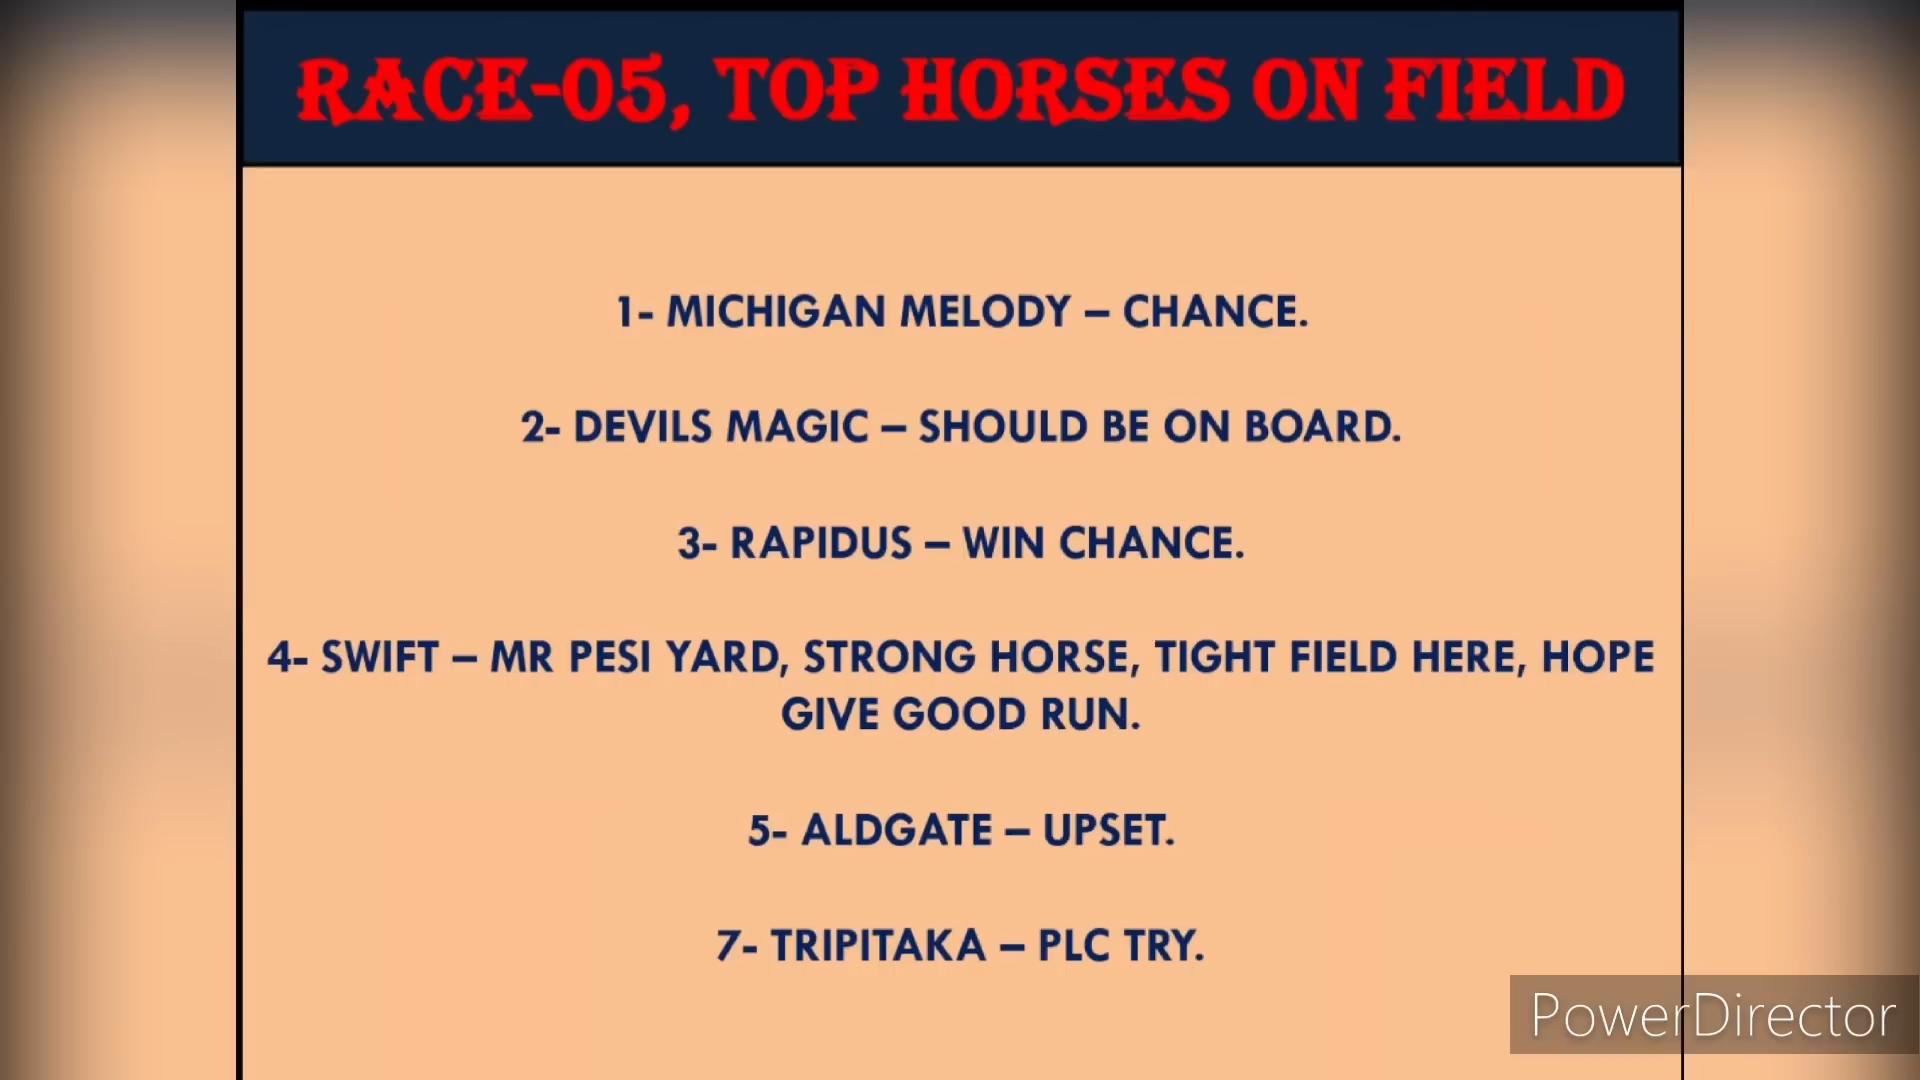 RACE-05, TOP HORSES ON FIELD
1- MICHIGAN MELODY – CHANCE.
2- DEVILS MAGIC – SHOULD BE ON BOARD.
3- RAPIDUS – WIN CHANCE.
4- SWIFT – MR PESI YARD, STRONG HORSE, TIGHT FIELD HERE, HOPE
GIVE GOOD RUN.
5- ALDGATE – UPSET.
7- TRIPITAKA – PLC TRY.
PowerDirector